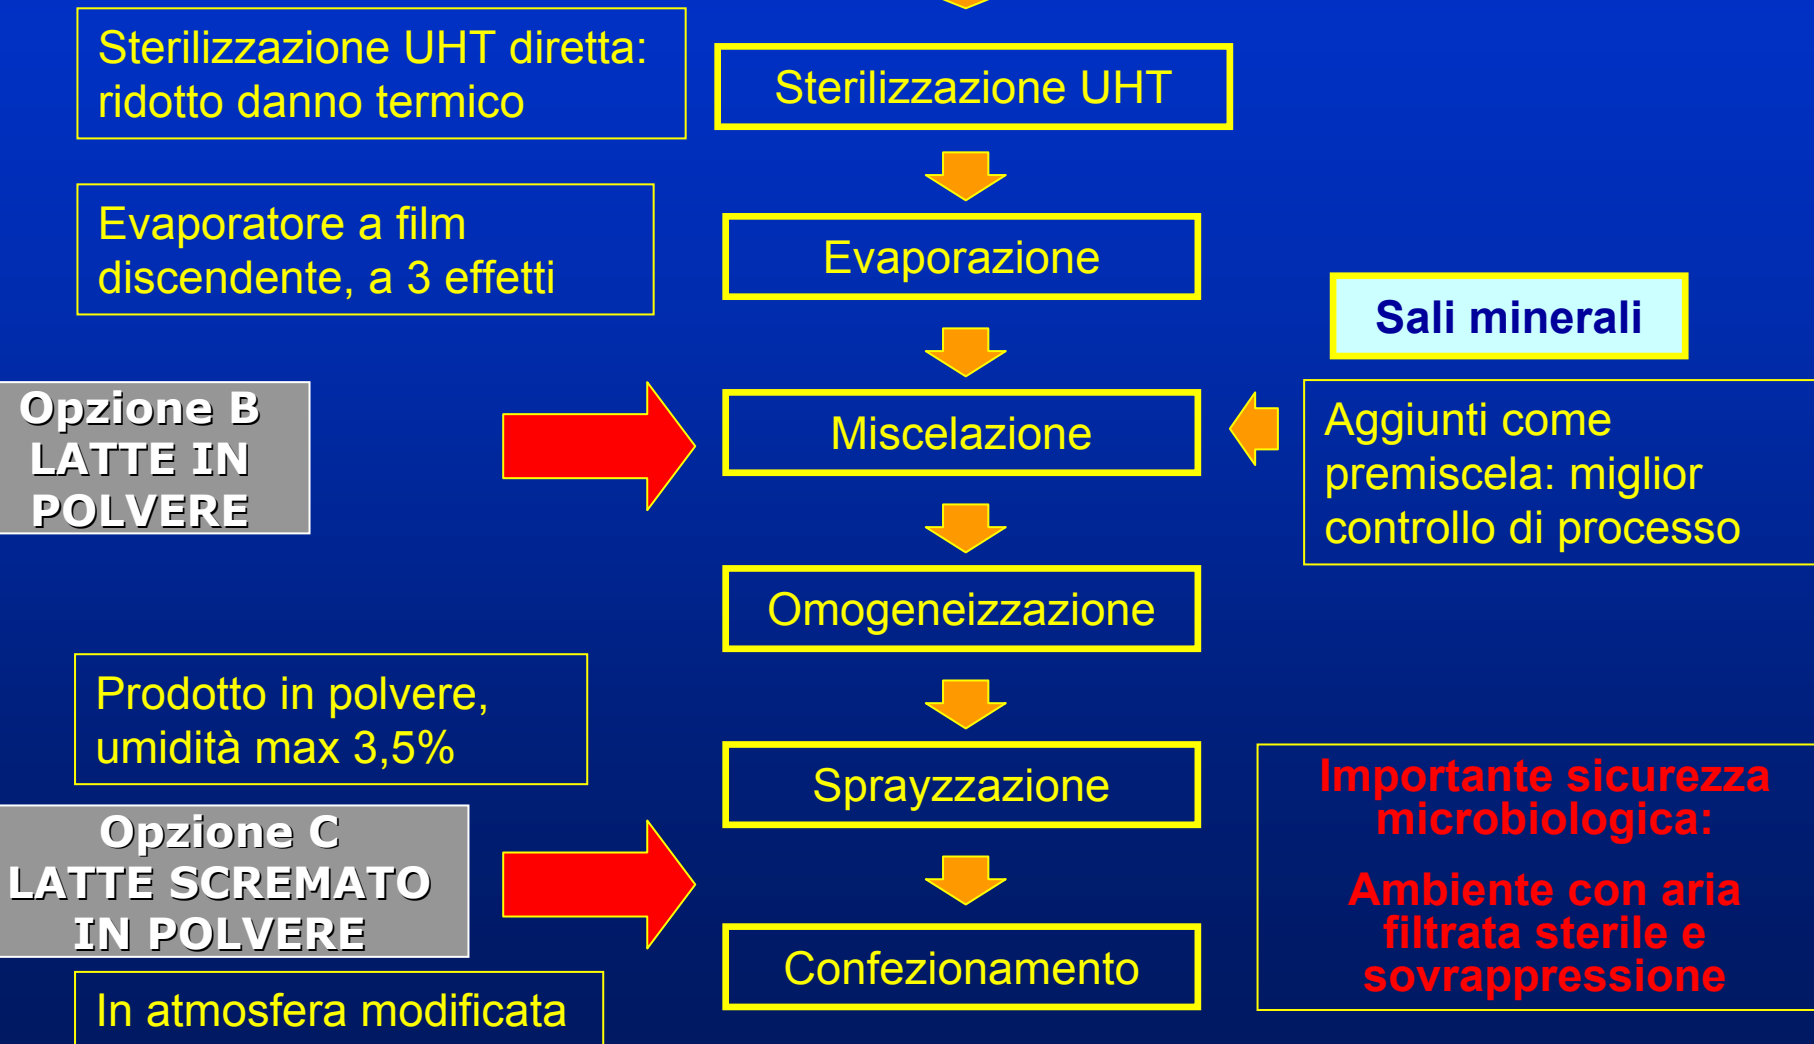 Sterilizzazione UHT diretta:
ridotto danno termico
Sterilizzazione UHT
Evaporatore a film
discendente, a 3 effetti
Evaporazione
Sali minerali
Opzione B
LATTE IN
POLVERE
Miscelazione
Aggiunti come
premiscela: miglior
controllo di processo
Omogeneizzazione
Prodotto in polvere,
umidità max 3,5%
Sprayzzazione
Importante sicurezza
microbiologica:
Ambiente con aria
filtrata sterile e
sovrappressione
Opzione C
LATTE SCREMATO
IN POLVERE
Confezionamento
In atmosfera modificata